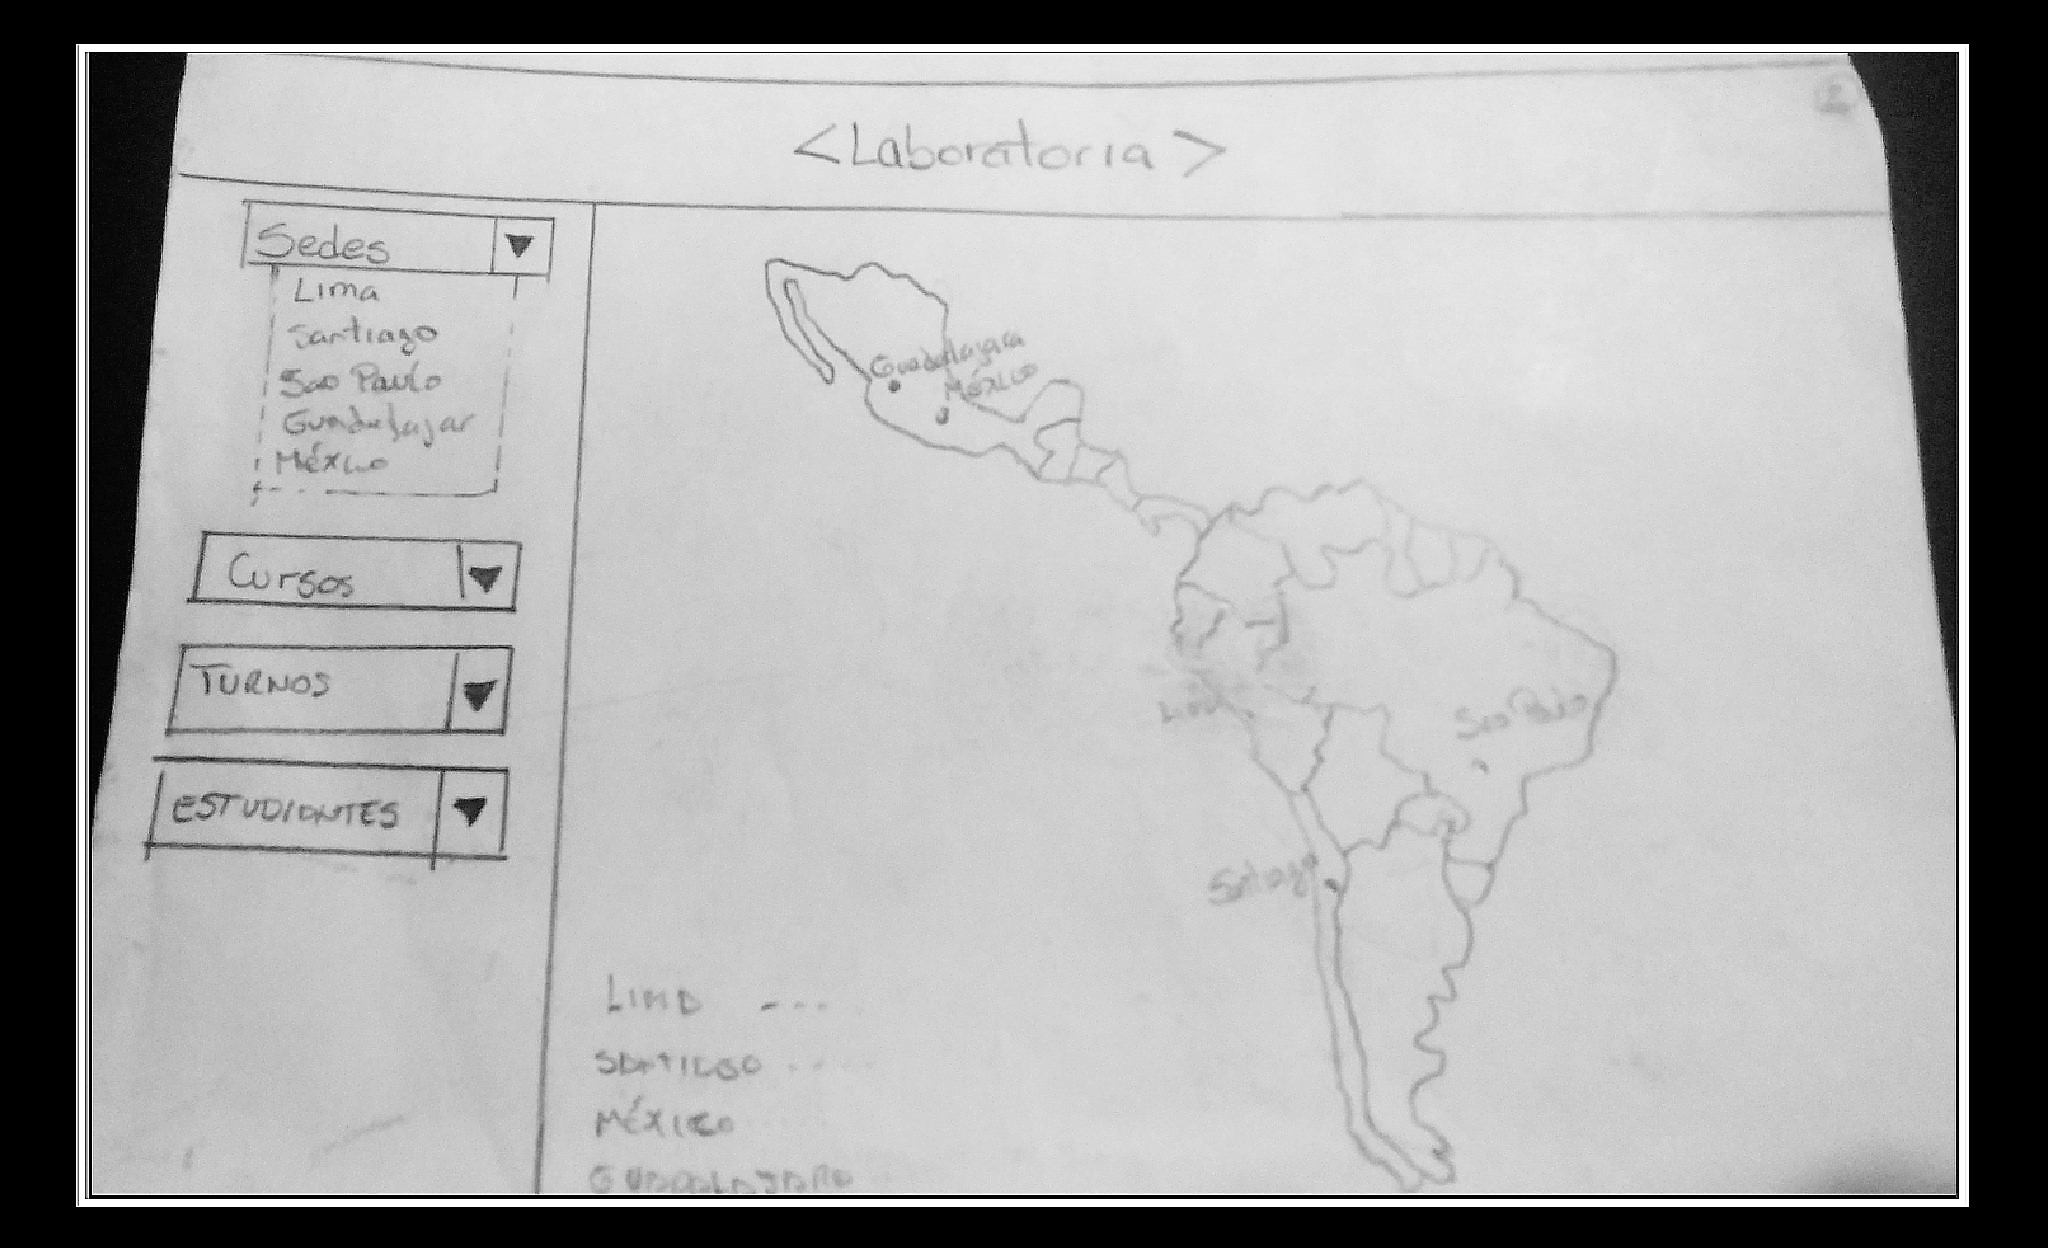 2
<Laboratoria>
Sedes
Lima
Santiago
Sao Paulo
Guadalajar
México
Cursos
TURNOS
ESTUDIANTES
Guadalajara
México
Lima
Sao Paulo
LIMA ---
SANTIAGO ----
MÉXICO
GUADALAJARA